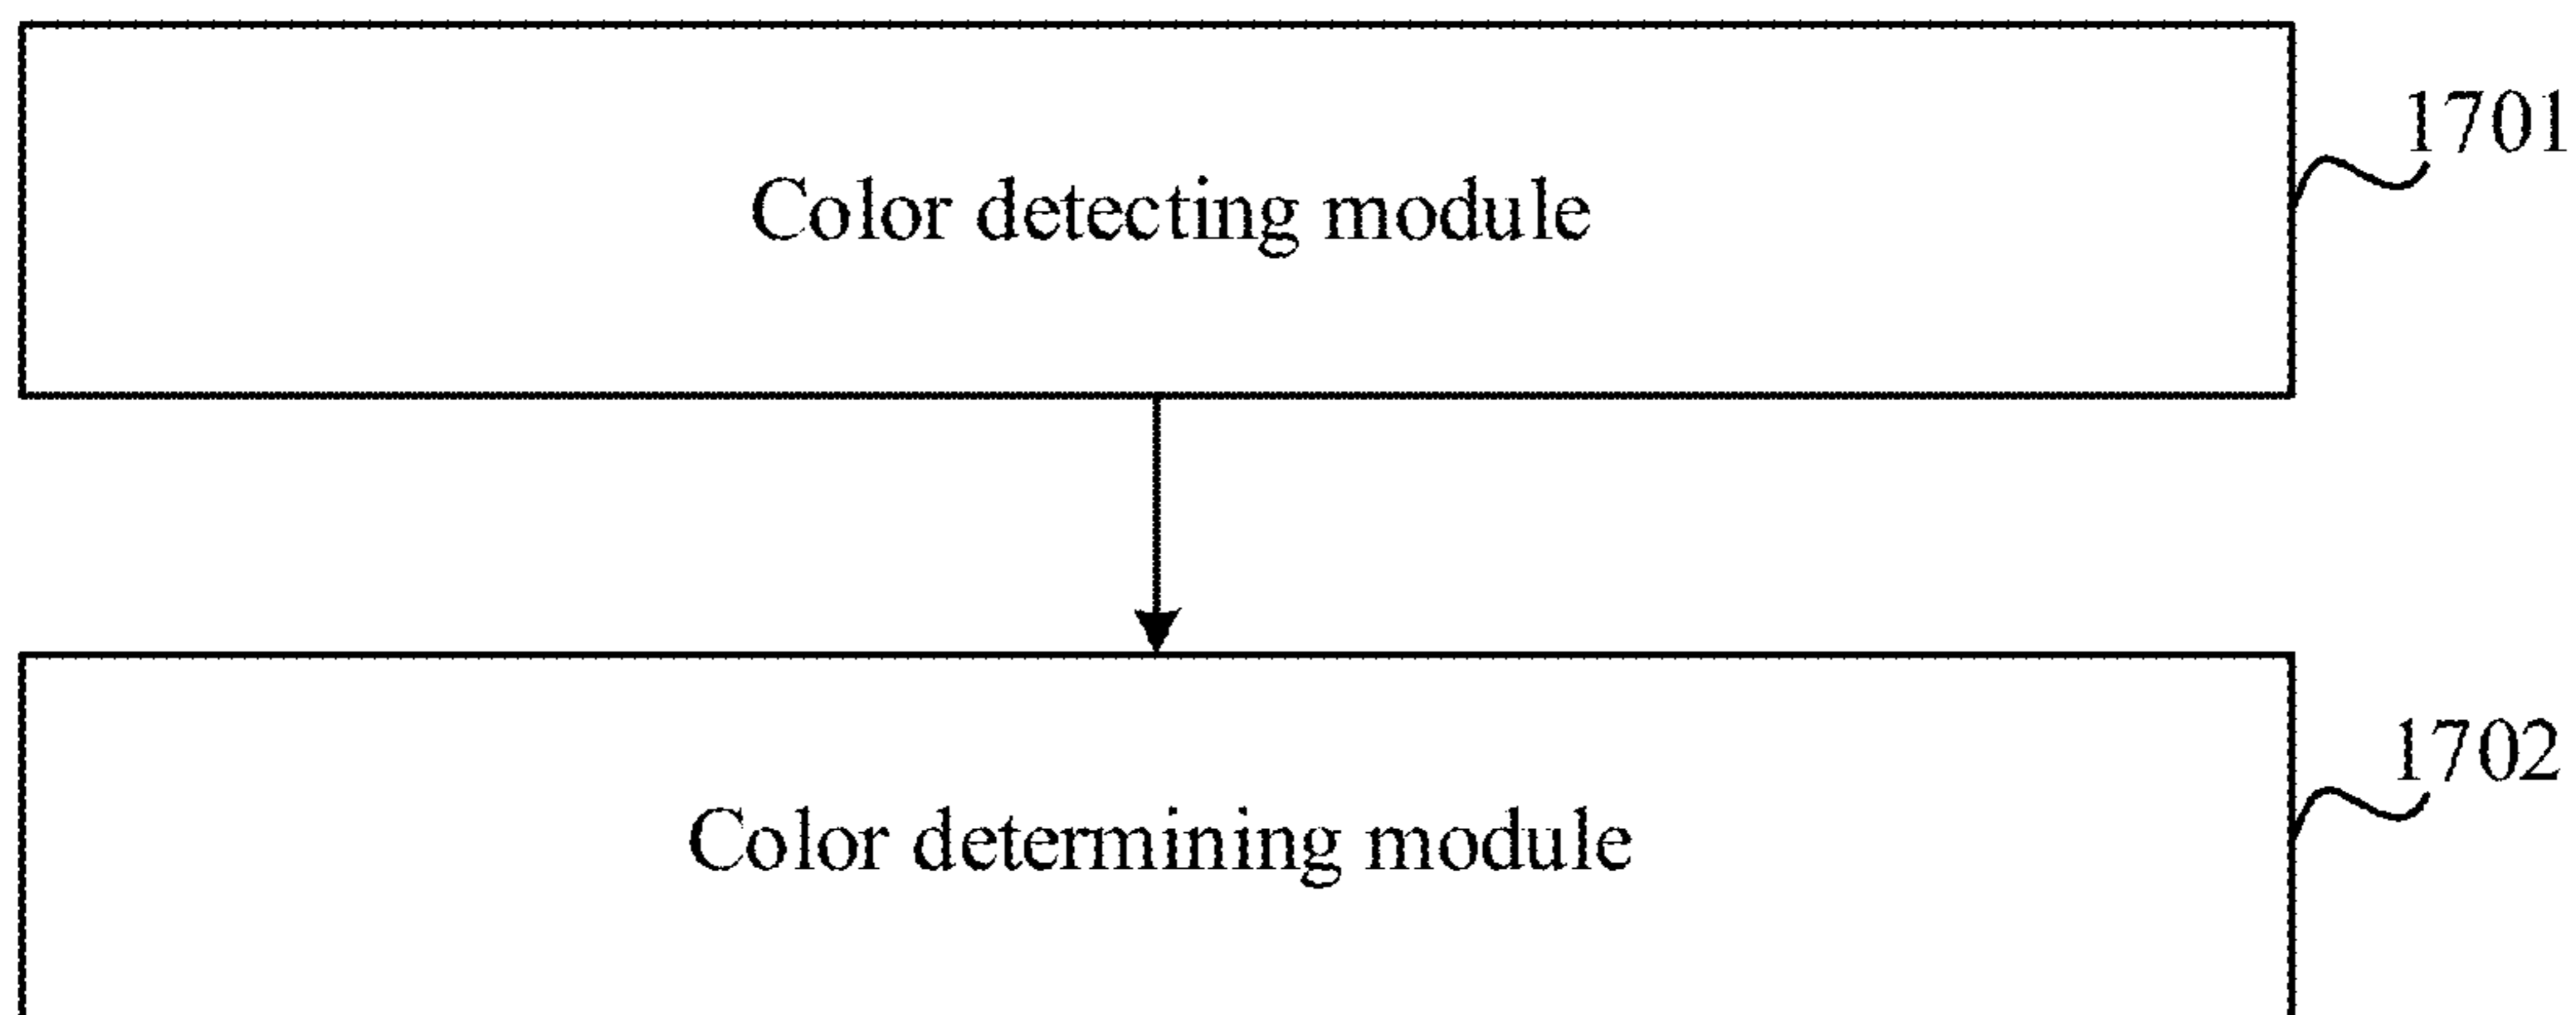 1701
Color detecting module
1702
Color determining module